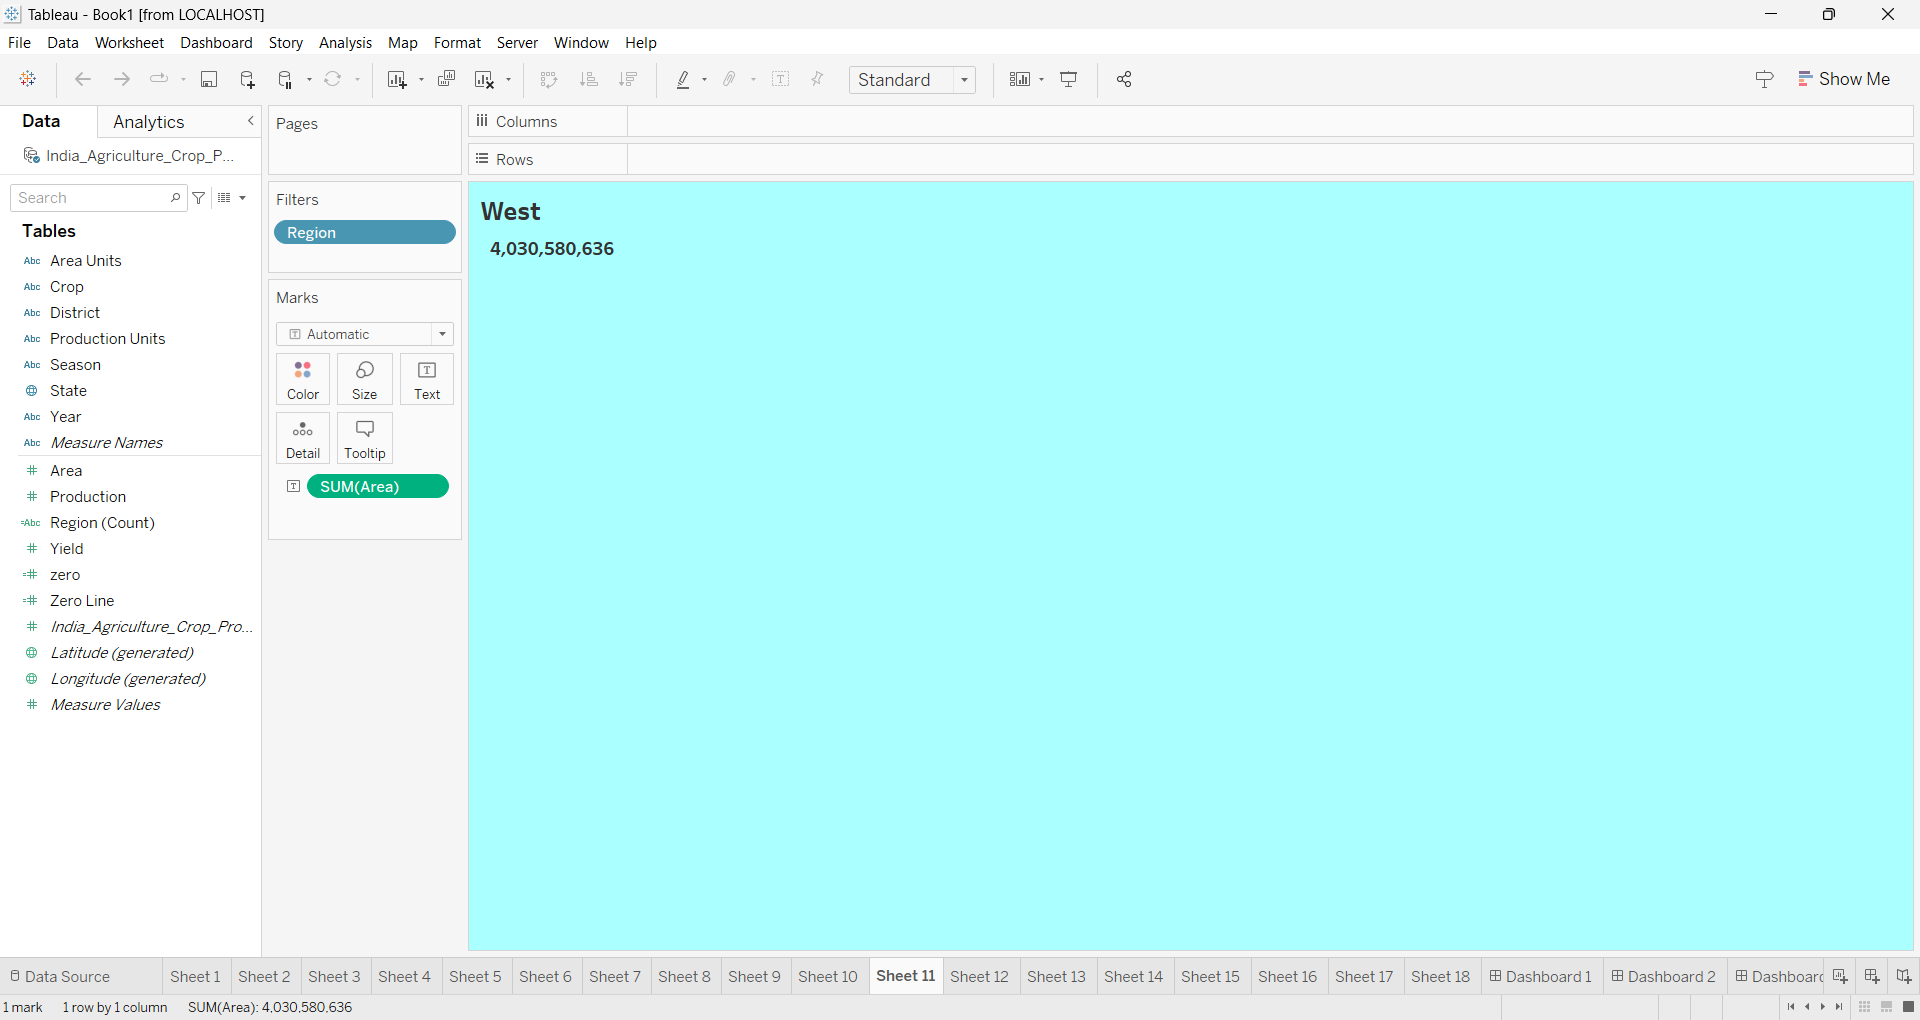 Tableau - Book1 [from LOCALHOST]
File Data Worksheet Dashboard Story Analysis Map Format Server Window Help
Standard
Show Me
Data Analytics
India_Agriculture_Crop_P...
Search
Tables
Abc Area Units
Abc Crop
Abc District
Abc Production Units
Abc Season
State
Abc Year
Abc Measure Names
# Area
# Production
=Abc Region (Count)
# Yield
=# zero
=# Zero Line
# India_Agriculture_Crop_Pro...
Latitude (generated)
Longitude (generated)
# Measure Values
Pages
Filters
Region
Marks
T Automatic
Color Size Text
Detail Tooltip
T SUM(Area)
Columns
Rows
West
4,030,580,636
Data Source Sheet 1 Sheet 2 Sheet 3 Sheet 4 Sheet 5 Sheet 6 Sheet 7 Sheet 8 Sheet 9 Sheet 10 Sheet 11 Sheet 12 Sheet 13 Sheet 14 Sheet 15 Sheet 16 Sheet 17 Sheet 18 Dashboard 1 Dashboard 2 Dashboard
1 mark 1 row by 1 column SUM(Area): 4,030,580,636